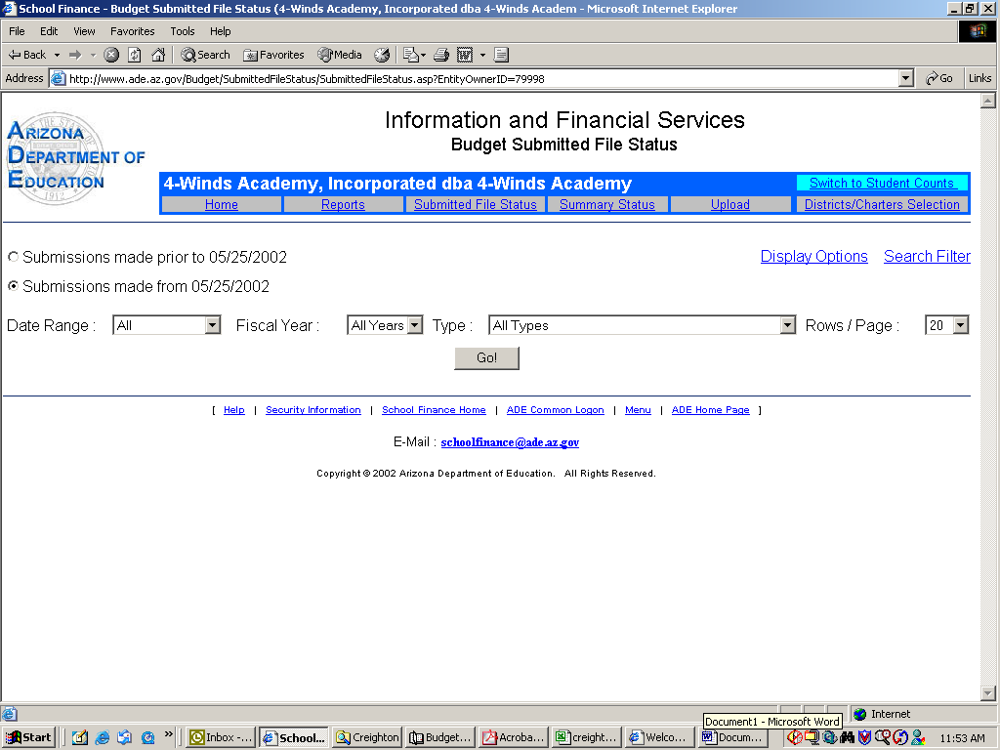 School Finance - Budget Submitted File Status (4-Winds Academy, Incorporated dba 4-Winds Academ - Microsoft Internet Explorer
File Edit View Favorites Tools Help
Back Search Favorites Media
Address http://www.ade.az.gov/Budget/SubmittedFileStatus/SubmittedFileStatus.asp?EntityOwnerID=79998 Go Links
ARIZONA
DEPARTMENT OF
EDUCATION
1912
Information and Financial Services
Budget Submitted File Status
4-Winds Academy, Incorporated dba 4-Winds Academy Switch to Student Counts
Home Reports Submitted File Status Summary Status Upload Districts/Charters Selection
Submissions made prior to 05/25/2002 Display Options Search Filter
Submissions made from 05/25/2002
Date Range : All Fiscal Year : All Years Type : All Types Rows / Page : 20
Go!
[ Help | Security Information | School Finance Home | ADE Common Logon | Menu | ADE Home Page ]
E-Mail : schoolfinance@ade.az.gov
Copyright © 2002 Arizona Department of Education. All Rights Reserved.
Internet
Document1 - Microsoft Word
Start » Inbox -... School... Creighton Budget... Acroba... creight... Welco... Docum... 11:53 AM